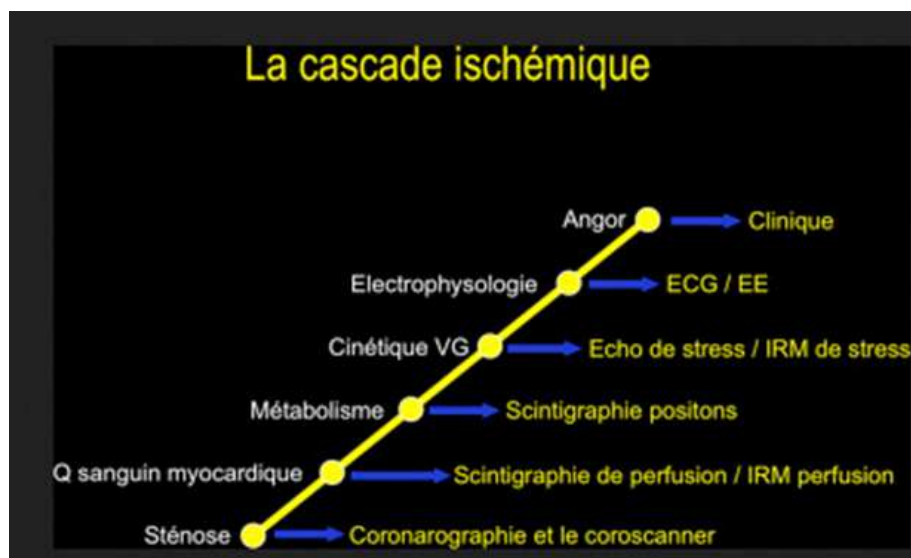 La cascade ischémique
Angor Clinique
Electrophysologie ECG / EE
Cinétique VG Echo de stress / IRM de stress
Métabolisme Scintigraphie positons
Q sanguin myocardique Scintigraphie de perfusion / IRM perfusion
Sténose Coronarographie et le coroscanner